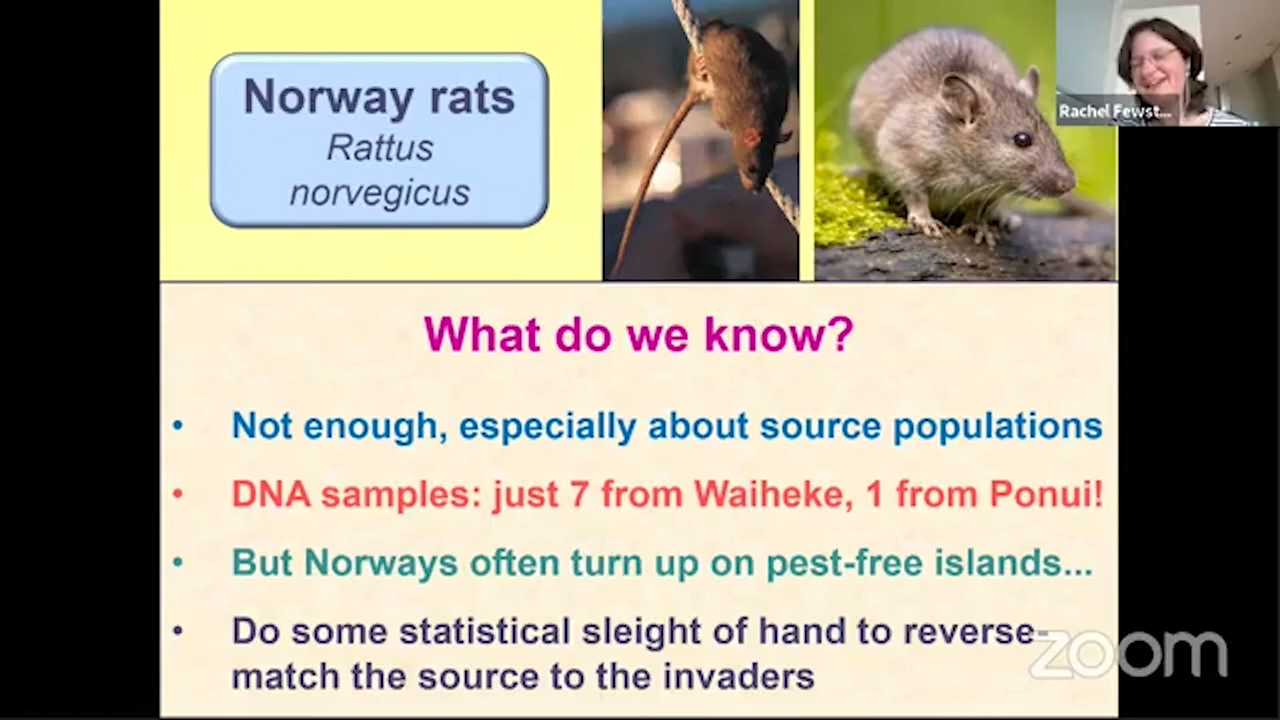 Norway rats
Rattus
norvegicus
Rachel Fewst...
What do we know?
• Not enough, especially about source populations
• DNA samples: just 7 from Waiheke, 1 from Ponui!
• But Norways often turn up on pest-free islands...
• Do some statistical sleight of hand to reverse-
match the source to the invaders
zoom